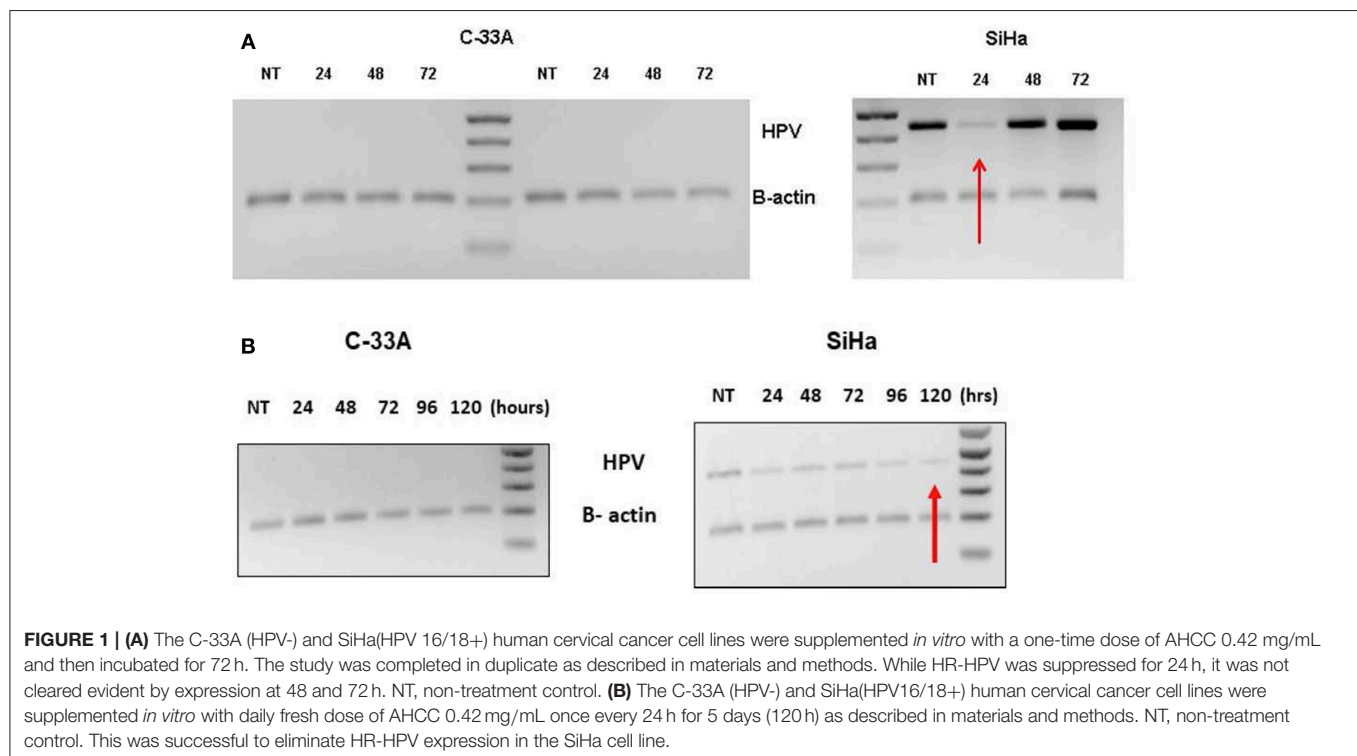 A
C-33A
SiHa
NT 24 48 72 NT 24 48 72
NT 24 48 72
HPV
B-actin
B
C-33A
SiHa
NT 24 48 72 96 120 (hours)
NT 24 48 72 96 120 (hrs)
HPV
B- actin
FIGURE 1 | (A) The C-33A (HPV-) and SiHa(HPV 16/18+) human cervical cancer cell lines were supplemented in vitro with a one-time dose of AHCC 0.42 mg/mL
and then incubated for 72 h. The study was completed in duplicate as described in materials and methods. While HR-HPV was suppressed for 24 h, it was not
cleared evident by expression at 48 and 72 h. NT, non-treatment control. (B) The C-33A (HPV-) and SiHa(HPV16/18+) human cervical cancer cell lines were
supplemented in vitro with daily fresh dose of AHCC 0.42 mg/mL once every 24 h for 5 days (120 h) as described in materials and methods. NT, non-treatment
control. This was successful to eliminate HR-HPV expression in the SiHa cell line.